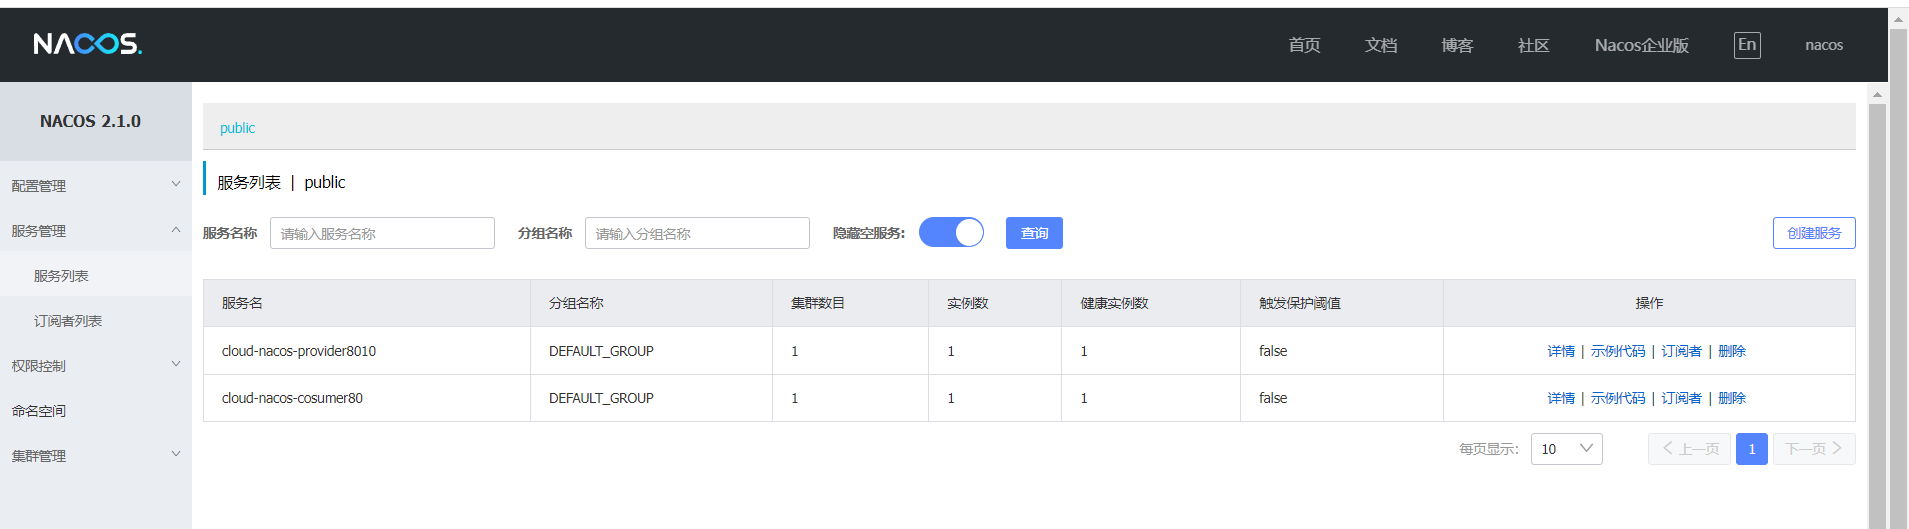 NACOS. 首页 文档 博客 社区 Nacos企业版 En nacos
NACOS 2.1.0
配置管理
服务管理
服务列表
订阅者列表
权限控制
命名空间
集群管理
public
服务列表 | public
服务名称 请输入服务名称 分组名称 请输入分组名称 隐藏空服务: 查询 创建服务
服务名 分组名称 集群数目 实例数 健康实例数 触发保护阈值 操作
cloud-nacos-provider8010 DEFAULT_GROUP 1 1 1 false 详情 | 示例代码 | 订阅者 | 删除
cloud-nacos-cosumer80 DEFAULT_GROUP 1 1 1 false 详情 | 示例代码 | 订阅者 | 删除
每页显示: 10 上一页 1 下一页